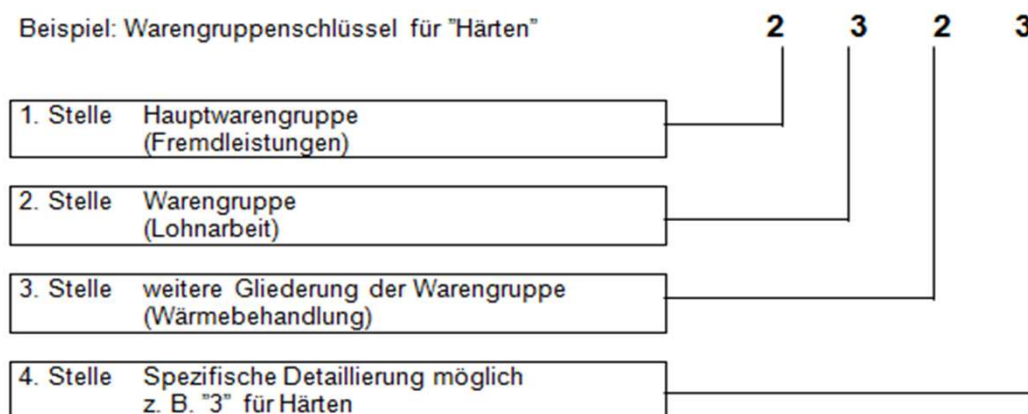 Beispiel: Warengruppenschlüssel für "Härten" 2 3 2 3
1. Stelle Hauptwarengruppe
(Fremdleistungen)
2. Stelle Warengruppe
(Lohnarbeit)
3. Stelle weitere Gliederung der Warengruppe
(Wärmebehandlung)
4. Stelle Spezifische Detaillierung möglich
z. B. "3" für Härten